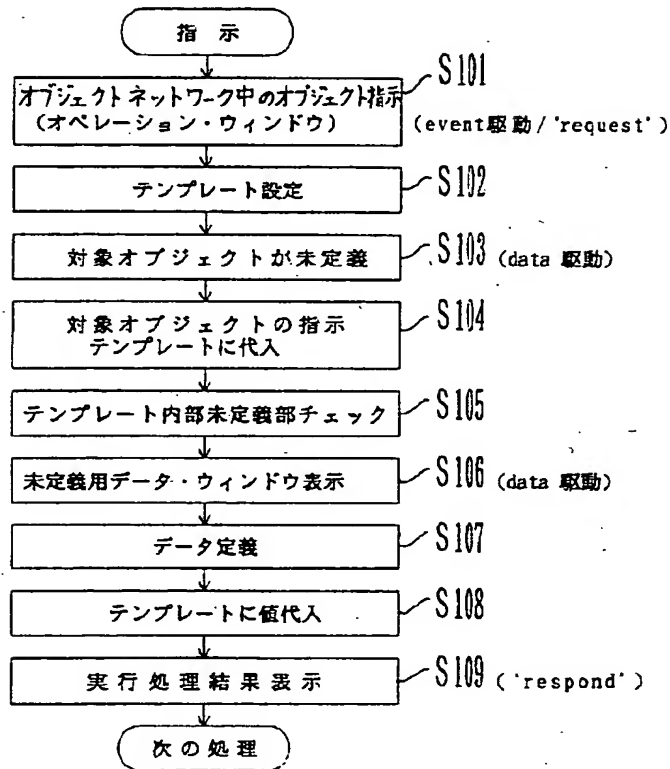 指示
オブジェクトネットワーク中のオブジェクト指示 S101
(オペレーション・ウィンドウ) (event駆動/'request')
テンプレート設定 S102
対象オブジェクトが未定義 S103 (data 駆動)
対象オブジェクトの指示 S104
テンプレートに代入
テンプレート内部未定義部チェック S105
未定義用データ・ウィンドウ表示 S106 (data 駆動)
データ定義 S107
テンプレートに値代入 S108
実行処理結果表示 S109 ('respond')
次の処理